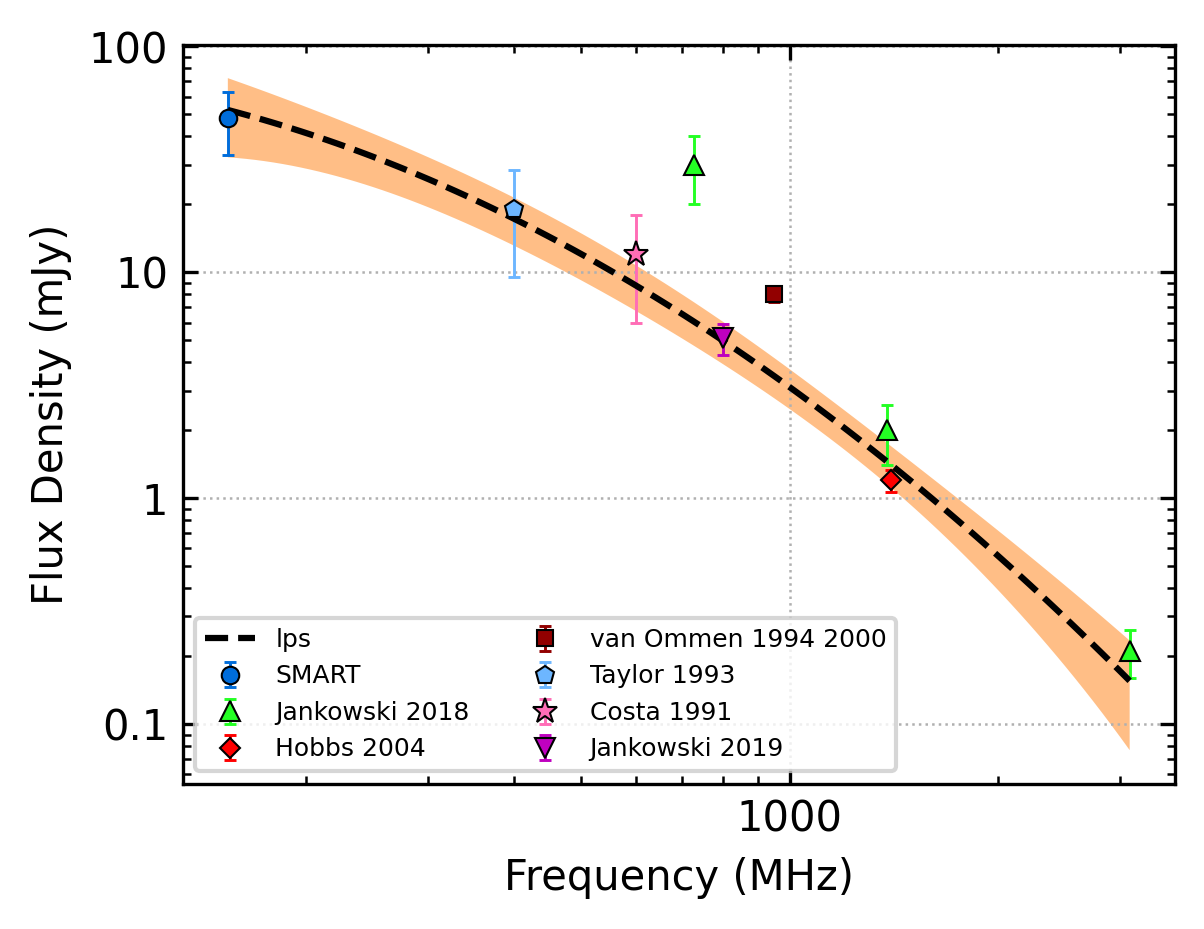 100
10
1
0.1
Flux Density (mJy)
lps
SMART
Jankowski 2018
Hobbs 2004
van Ommen 1994 2000
Taylor 1993
Costa 1991
Jankowski 2019
1000
Frequency (MHz)